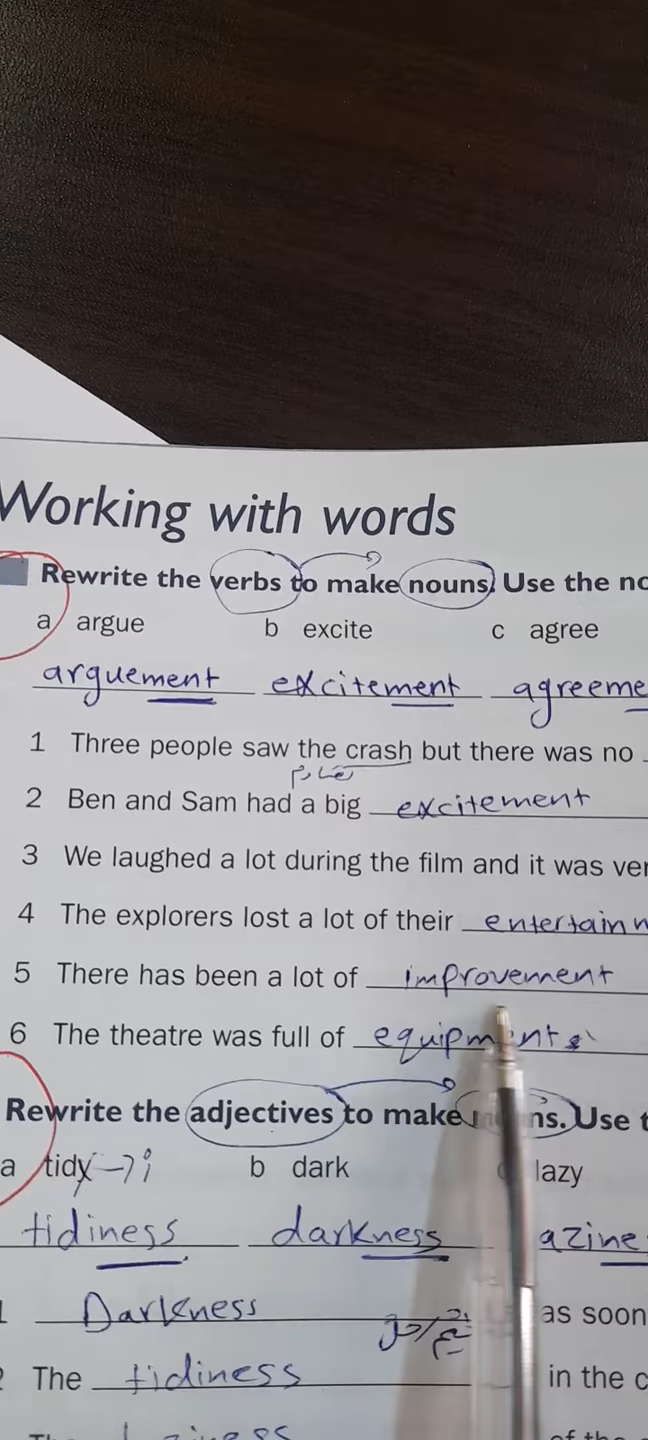 Working with words
Rewrite the verbs to make nouns. Use the no
a argue b excite c agree
arguement excitement agreeme
1 Three people saw the crash but there was no
2 Ben and Sam had a big excitement
3 We laughed a lot during the film and it was ver
4 The explorers lost a lot of their entertainm
5 There has been a lot of improvement
6 The theatre was full of equipment
Rewrite the adjectives to make Use t
a tidy → i b dark lazy
tidiness darkness azine
1 Darkness as soon
2 The tidiness in the c